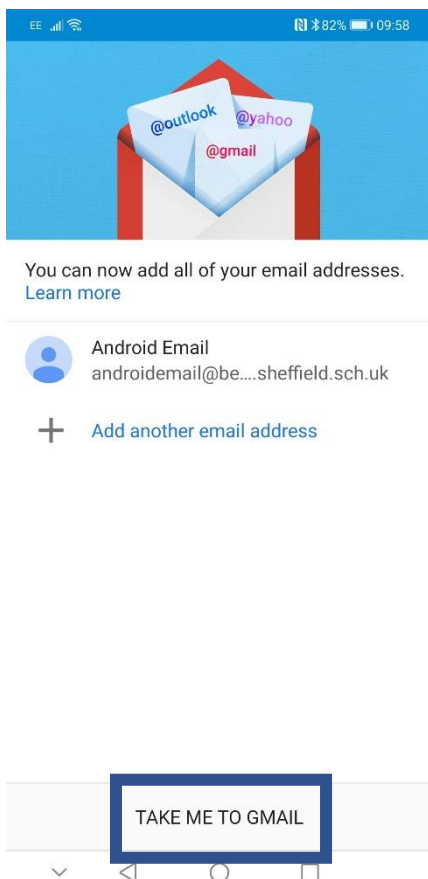 EE 82% 09:58
@outlook @yahoo
@gmail
You can now add all of your email addresses.
Learn more
Android Email
androidemail@be....sheffield.sch.uk
Add another email address
TAKE ME TO GMAIL